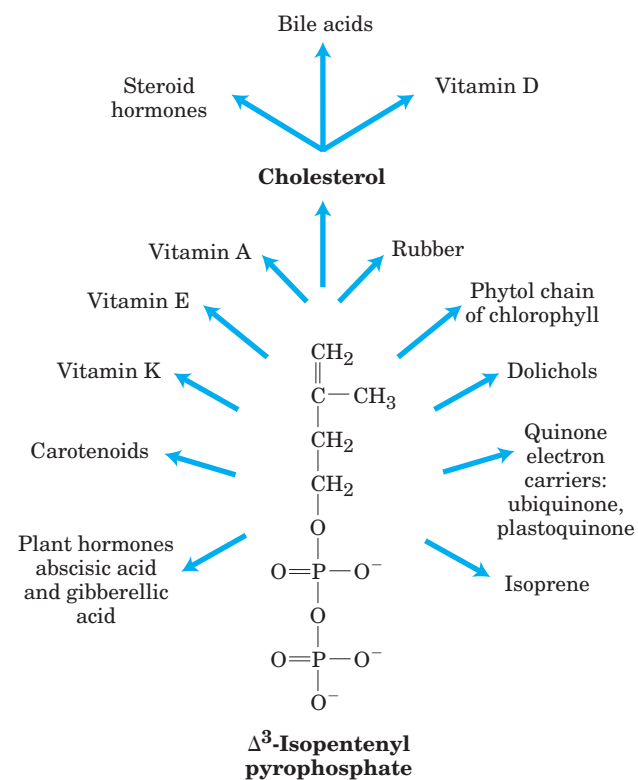 Bile acids
Steroid
hormones
Vitamin D
Cholesterol
Vitamin A
Rubber
Vitamin E
Phytol chain
of chlorophyll
Vitamin K
Dolichols
Carotenoids
Quinone
electron
carriers:
ubiquinone,
plastoquinone
Plant hormones
abscisic acid
and gibberellic
acid
Isoprene
CH₂
C—CH₃
CH₂
CH₂
O
O=P—O⁻
O
O=P—O⁻
O⁻
Δ³-Isopentenyl
pyrophosphate